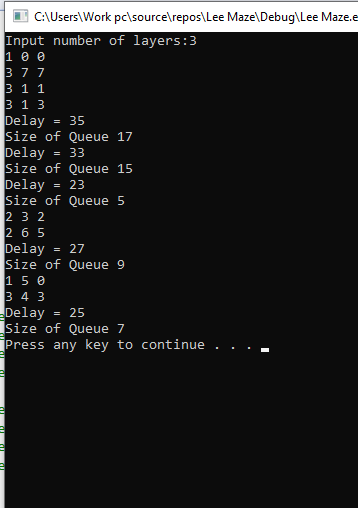 C:\Users\Work pc\source\repos\Lee Maze\Debug\Lee Maze.e
Input number of layers:3
1 0 0
3 7 7
3 1 1
3 1 3
Delay = 35
Size of Queue 17
Delay = 33
Size of Queue 15
Delay = 23
Size of Queue 5
2 3 2
2 6 5
Delay = 27
Size of Queue 9
1 5 0
3 4 3
Delay = 25
Size of Queue 7
Press any key to continue . . .